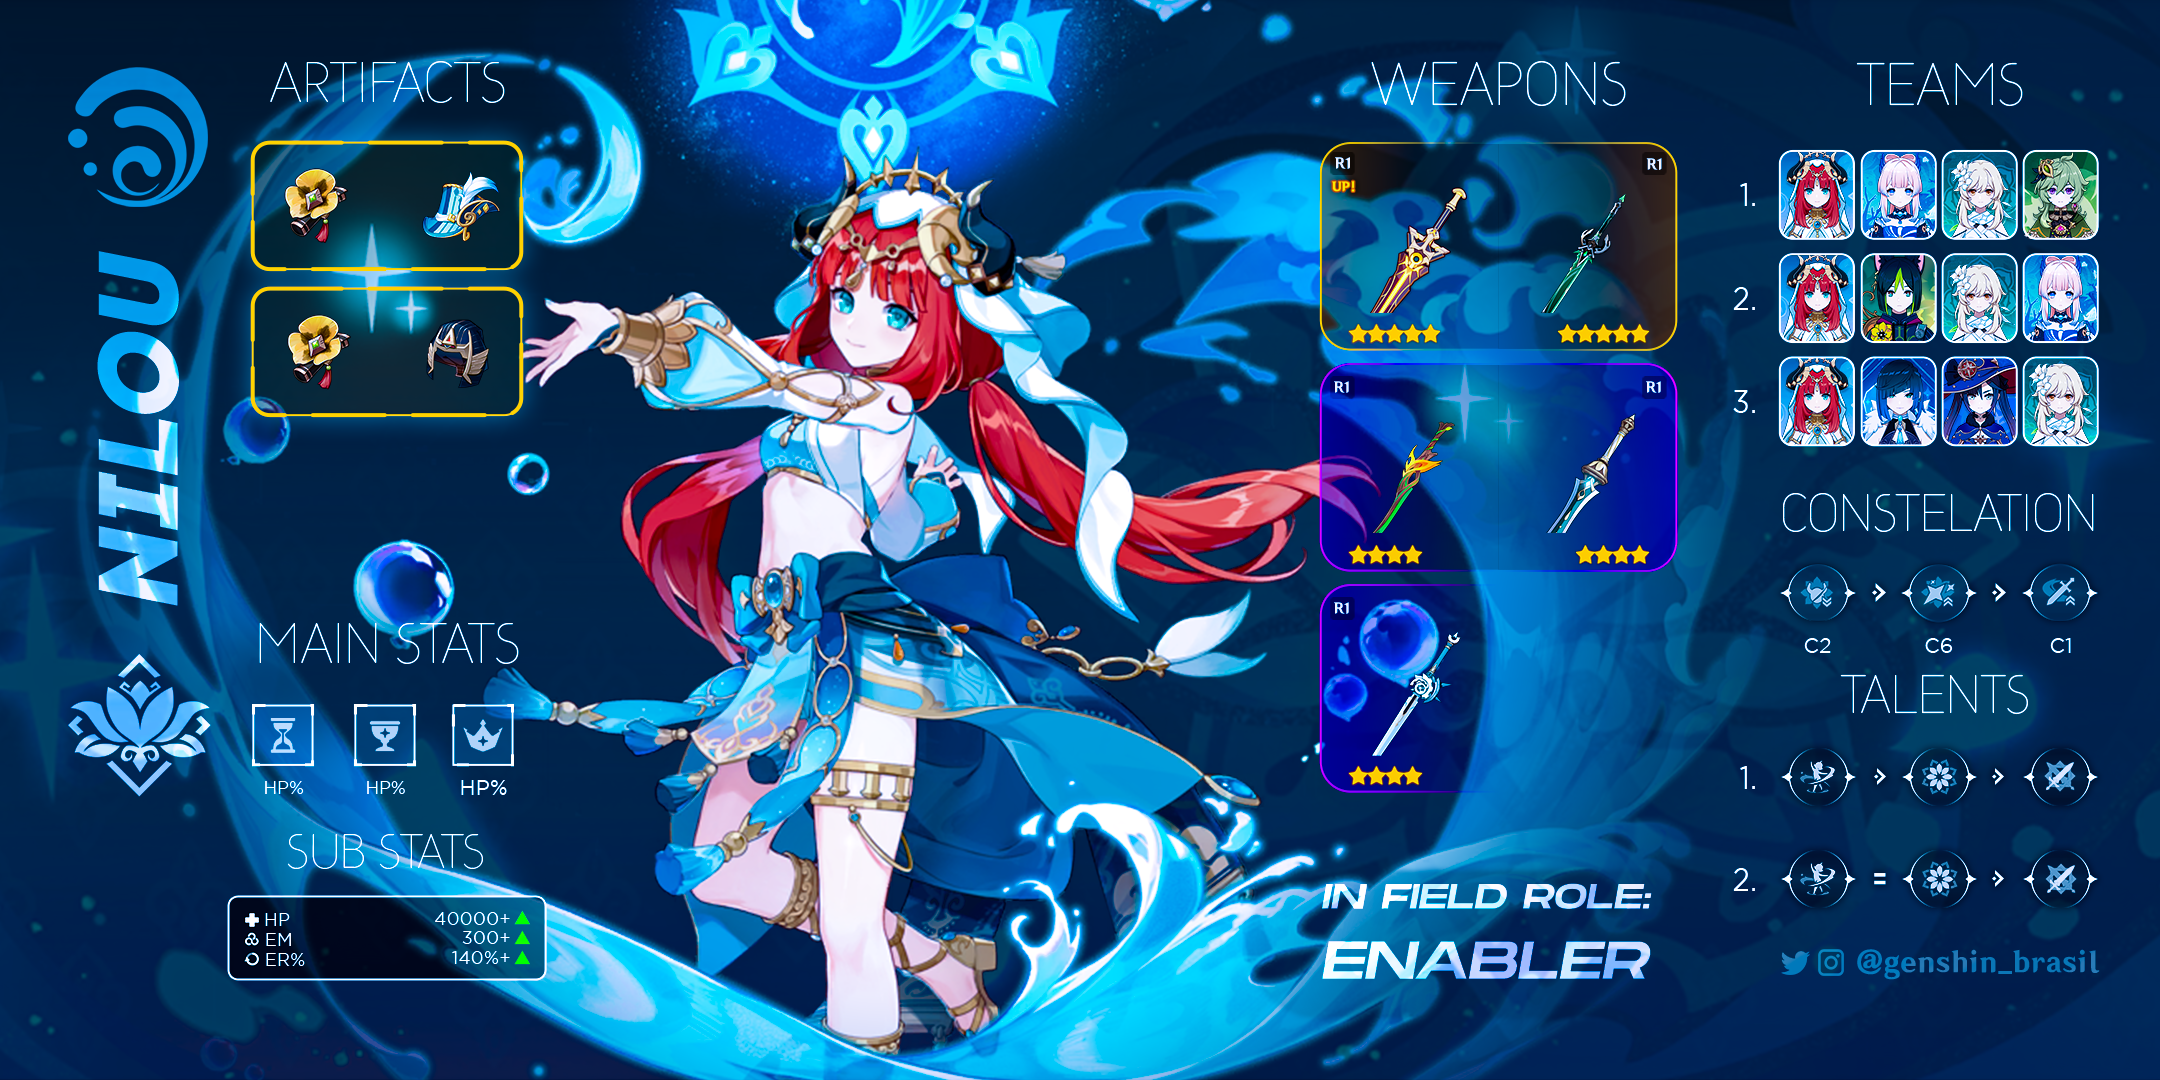 NILOU
ARTIFACTS
MAIN STATS
HP%
HP%
HP%
SUB STATS
HP 40000+
EM 300+
ER% 140%+
WEAPONS
R1
UP!
R1
R1
R1
R1
IN FIELD ROLE:
ENABLER
TEAMS
1.
2.
3.
CONSTELATION
> >
C2 C6 C1
TALENTS
1. > >
2. = >
@genshin_brasil